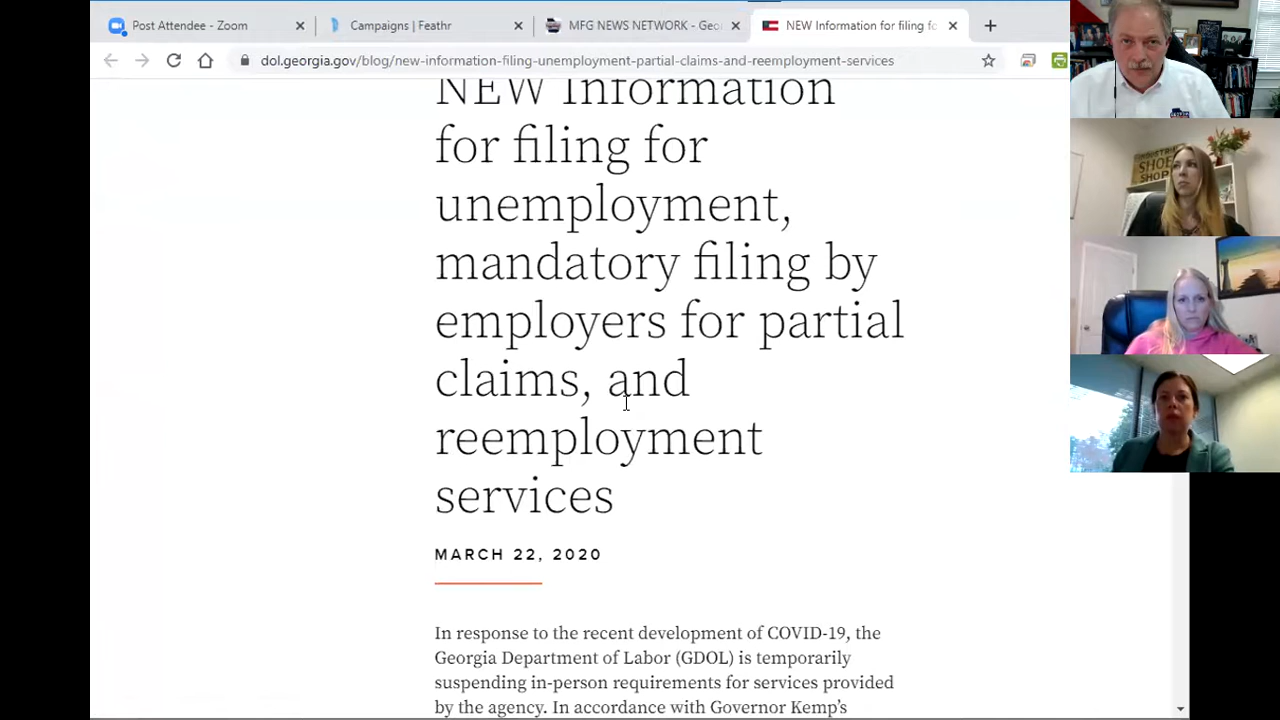 Post Attendee - Zoom
Campaigns | Feathr
MFG NEWS NETWORK - Geo
NEW Information for filing fo
dol.georgia.gov/blog/new-information-filing-unemployment-partial-claims-and-reemployment-services
NEW Information
for filing for
unemployment,
mandatory filing by
employers for partial
claims, and
reemployment
services
MARCH 22, 2020
In response to the recent development of COVID-19, the
Georgia Department of Labor (GDOL) is temporarily
suspending in-person requirements for services provided
by the agency. In accordance with Governor Kemp's
SHOE
SHOP